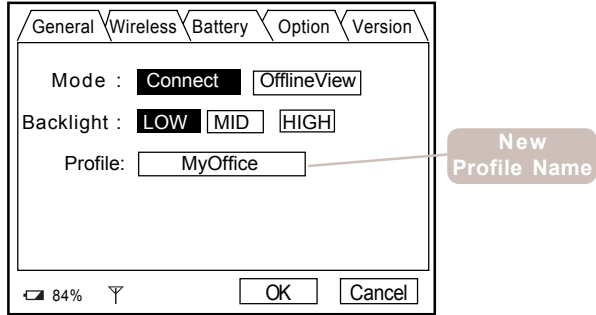 General Wireless Battery Option Version
Mode : Connect OfflineView
Backlight : LOW MID HIGH
Profile: MyOffice
New
Profile Name
84% OK Cancel